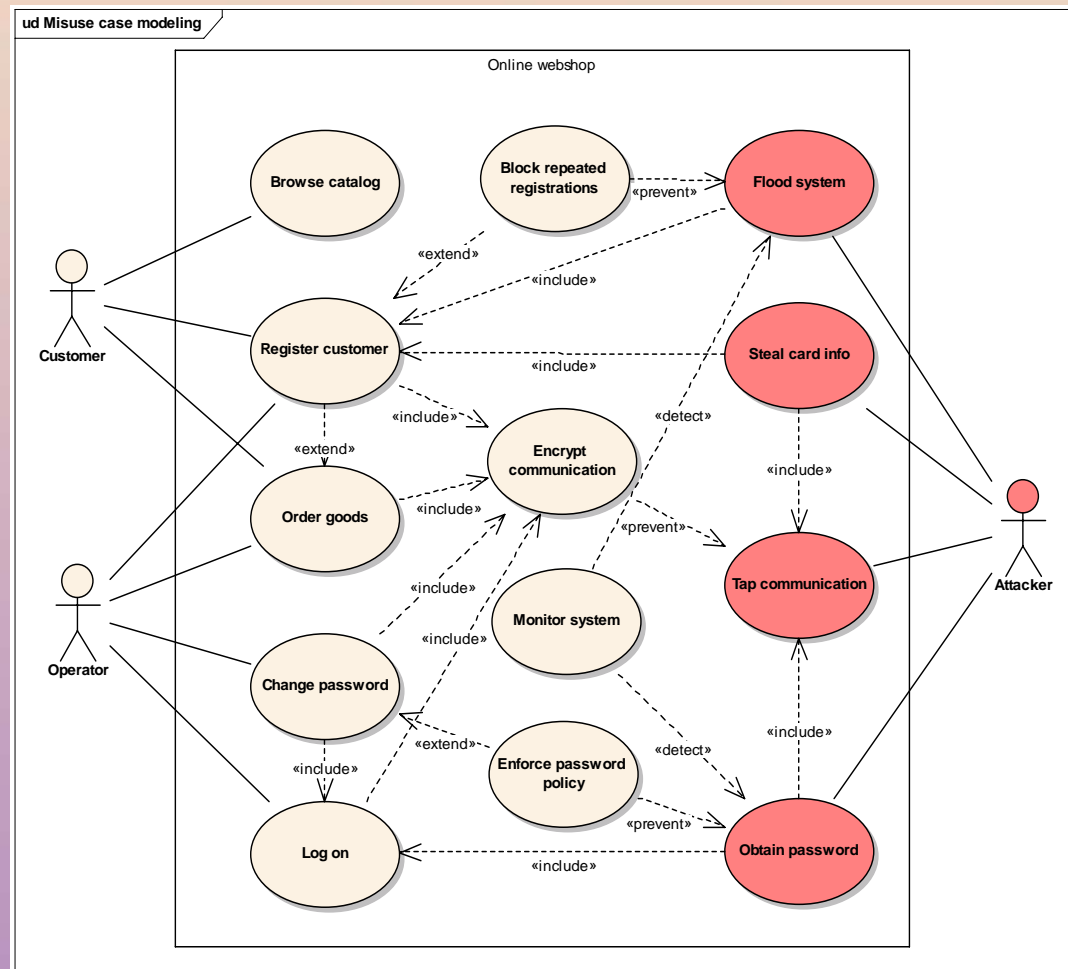 ud Misuse case modeling
Online webshop
Browse catalog
Block repeated
registrations
«prevent»
Flood system
«extend»
«include»
Customer
Register customer
«include»
Steal card info
«include»
«detect»
«extend»
Encrypt
communication
«include»
Order goods
«include»
«prevent»
Tap communication
Attacker
Operator
«include»
Monitor system
«include»
Change password
«extend»
«detect»
«include»
«include»
Enforce password
policy
«prevent»
Log on
«include»
Obtain password